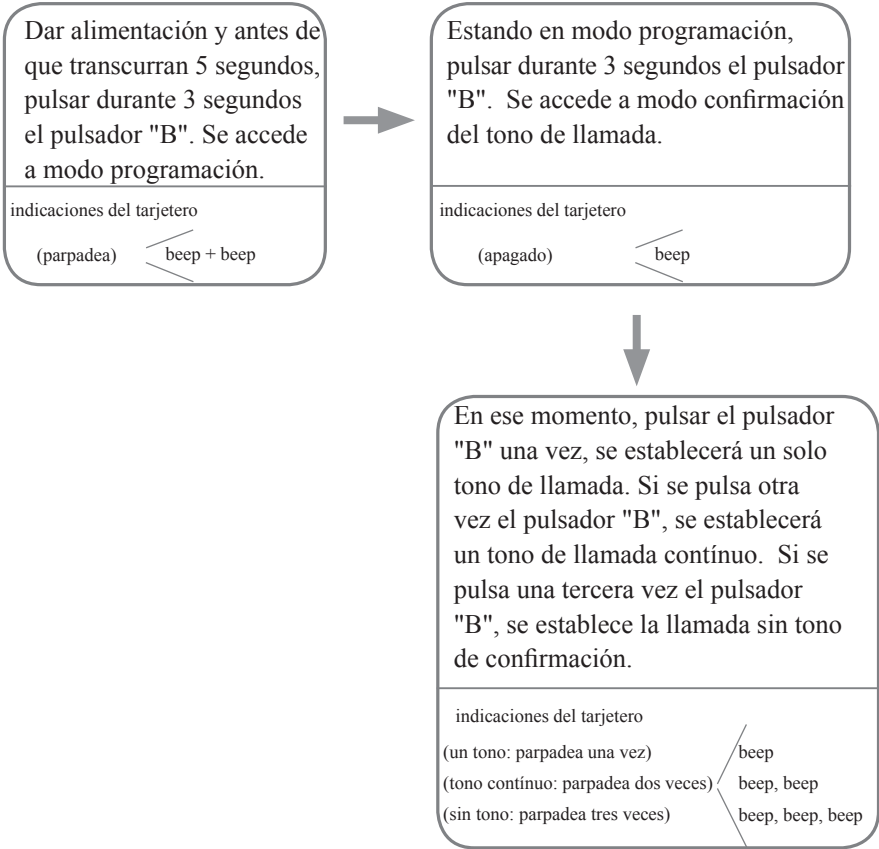 Dar alimentación y antes de
que transcurran 5 segundos,
pulsar durante 3 segundos
el pulsador "B". Se accede
a modo programación.
indicaciones del tarjetero
(parpadea) beep + beep
Estando en modo programación,
pulsar durante 3 segundos el pulsador
"B".  Se accede a modo confirmación
del tono de llamada.
indicaciones del tarjetero
(apagado) beep
En ese momento, pulsar el pulsador
"B" una vez, se establecerá un solo
tono de llamada. Si se pulsa otra
vez el pulsador "B", se establecerá
un tono de llamada contínuo.  Si se
pulsa una tercera vez el pulsador
"B", se establece la llamada sin tono
de confirmación.
indicaciones del tarjetero
(un tono: parpadea una vez) beep
(tono contínuo: parpadea dos veces) beep, beep
(sin tono: parpadea tres veces) beep, beep, beep